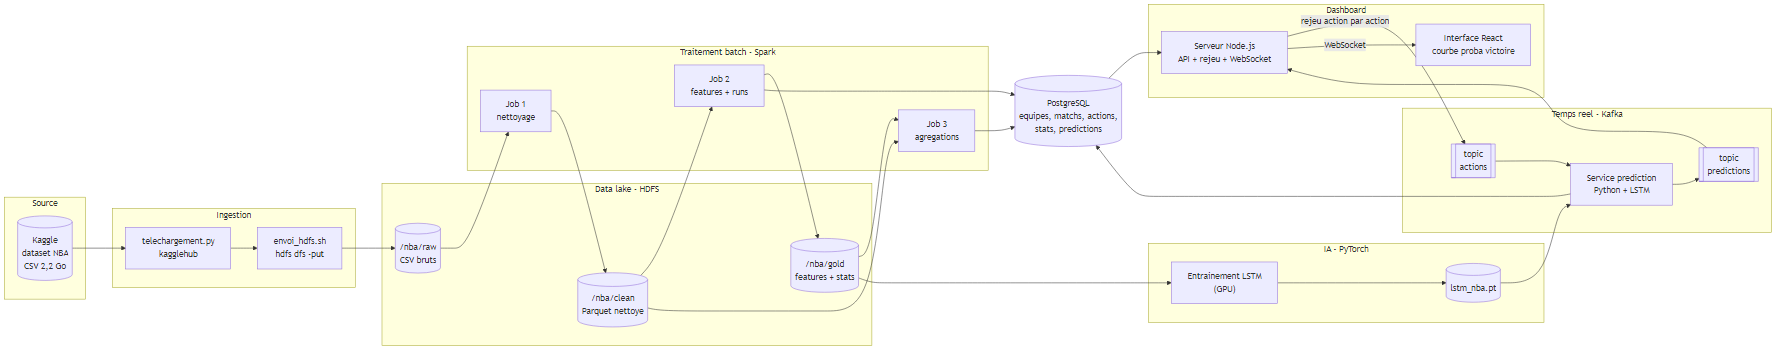 Source
Kaggle
dataset NBA
CSV 2,2 Go
Ingestion
telechargement.py
kagglehub
envoi_hdfs.sh
hdfs dfs -put
Data lake - HDFS
/nba/raw
CSV bruts
/nba/clean
Parquet nettoye
/nba/gold
features + stats
Traitement batch - Spark
Job 1
nettoyage
Job 2
features + runs
Job 3
agregations
PostgreSQL
equipes, matchs, actions,
stats, predictions
Dashboard
rejeu action par action
Serveur Node.js
API + rejeu + WebSocket
WebSocket
Interface React
courbe proba victoire
Temps reel - Kafka
topic
actions
Service prediction
Python + LSTM
topic
predictions
IA - PyTorch
Entrainement LSTM
(GPU)
lstm_nba.pt